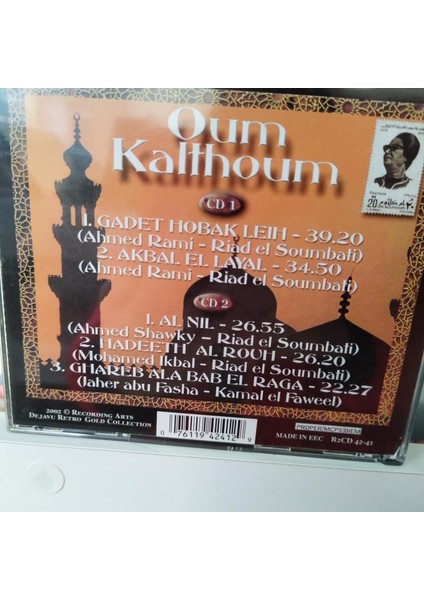 Oum
Kalthoum
CD 1
1. GADET HOBAK LEIH - 39.20
(Ahmed Rami - Riad el Soumbati)
2. AKBAL EL LAYAL - 34.50
(Ahmed Rami - Riad el Soumbati)
CD 2
1. AL NIL - 26.55
(Ahmed Shawky - Riad el Soumbati)
2. HADEETH AL ROUH - 26.20
(Mohamed Ikbal - Riad el Soumbati)
3. GHAREB ALA BAB EL RAGA - 22.27
(Iaher abu Fasha - Kamal el Faweel)
2002 © Recording Arts
Dejavu Retro Gold Collection
0 76119 42412 9
PROPER/MCPS/BIEM
MADE IN EEC R2CD 42-41
20